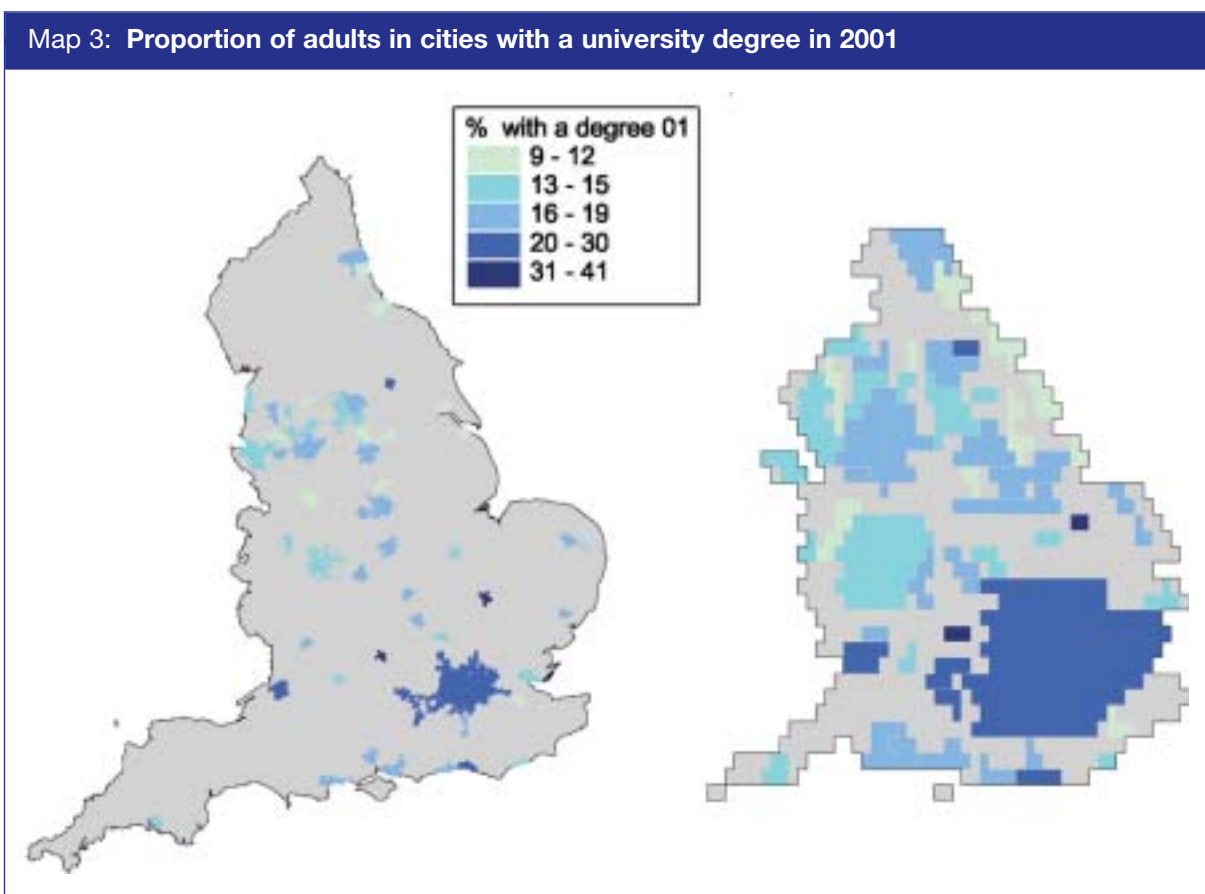 Map 3: Proportion of adults in cities with a university degree in 2001
% with a degree 01
9 - 12
13 - 15
16 - 19
20 - 30
31 - 41